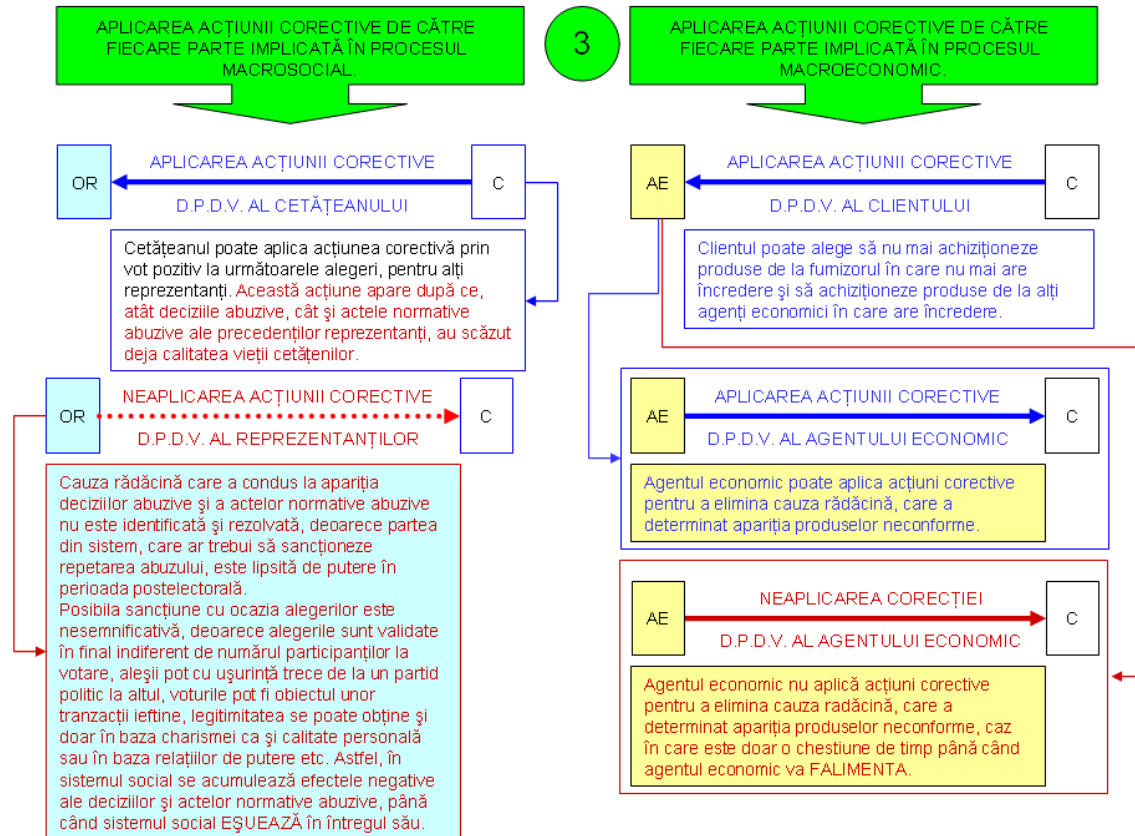 APLICAREA ACȚIUNII CORECTIVE DE CĂTRE
FIECARE PARTE IMPLICATĂ ÎN PROCESUL
MACROSOCIAL.
3
APLICAREA ACȚIUNII CORECTIVE DE CĂTRE
FIECARE PARTE IMPLICATĂ ÎN PROCESUL
MACROECONOMIC.
OR
APLICAREA ACȚIUNII CORECTIVE
D.P.D.V. AL CETĂȚEANULUI
C
Cetățeanul poate aplica acțiunea corectivă prin
vot pozitiv la următoarele alegeri, pentru alți
reprezentanți. Această acțiune apare după ce,
atât deciziile abuzive, cât şi actele normative
abuzive ale precedenților reprezentanți, au scăzut
deja calitatea vieții cetățenilor.
OR
NEAPLICAREA ACȚIUNII CORECTIVE
D.P.D.V. AL REPREZENTANȚILOR
C
Cauza rădăcină care a condus la apariția
deciziilor abuzive şi a actelor normative abuzive
nu este identificată şi rezolvată, deoarece partea
din sistem, care ar trebui să sancționeze
repetarea abuzului, este lipsită de putere în
perioada postelectorală.
Posibila sancțiune cu ocazia alegerilor este
nesemnificativă, deoarece alegerile sunt validate
în final indiferent de numărul participanților la
votare, aleşii pot cu uşurință trece de la un partid
politic la altul, voturile pot fi obiectul unor
tranzacții ieftine, legitimitatea se poate obține şi
doar în baza charismei ca şi calitate personală
sau în baza relațiilor de putere etc. Astfel, în
sistemul social se acumulează efectele negative
ale deciziilor şi actelor normative abuzive, până
când sistemul social EŞUEAZĂ în întregul său.
AE
APLICAREA ACȚIUNII CORECTIVE
D.P.D.V. AL CLIENTULUI
C
Clientul poate alege să nu mai achiziționeze
produse de la furnizorul în care nu mai are
încredere şi să achiziționeze produse de la alți
agenți economici în care are încredere.
AE
APLICAREA ACȚIUNII CORECTIVE
D.P.D.V. AL AGENTULUI ECONOMIC
C
Agentul economic poate aplica acțiuni corective
pentru a elimina cauza rădăcină, care a
determinat apariția produselor neconforme.
AE
NEAPLICAREA CORECȚIEI
D.P.D.V. AL AGENTULUI ECONOMIC
C
Agentul economic nu aplică acțiuni corective
pentru a elimina cauza radăcină, care a
determinat apariția produselor neconforme, caz
în care este doar o chestiune de timp până când
agentul economic va FALIMENTA.